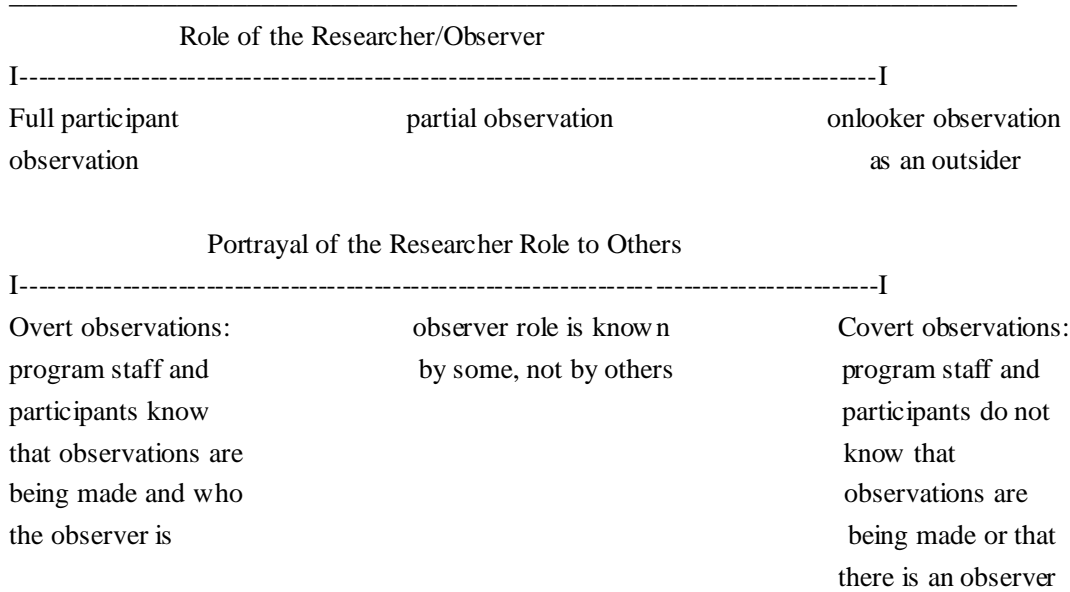 Role of the Researcher/Observer
I-------------------------------------------------------------------------------------------I
Full participant partial observation onlooker observation
observation as an outsider
Portrayal of the Researcher Role to Others
I-------------------------------------------------------------------------------------------I
Overt observations: observer role is known Covert observations:
program staff and by some, not by others program staff and
participants know participants do not
that observations are know that
being made and who observations are
the observer is being made or that
there is an observer